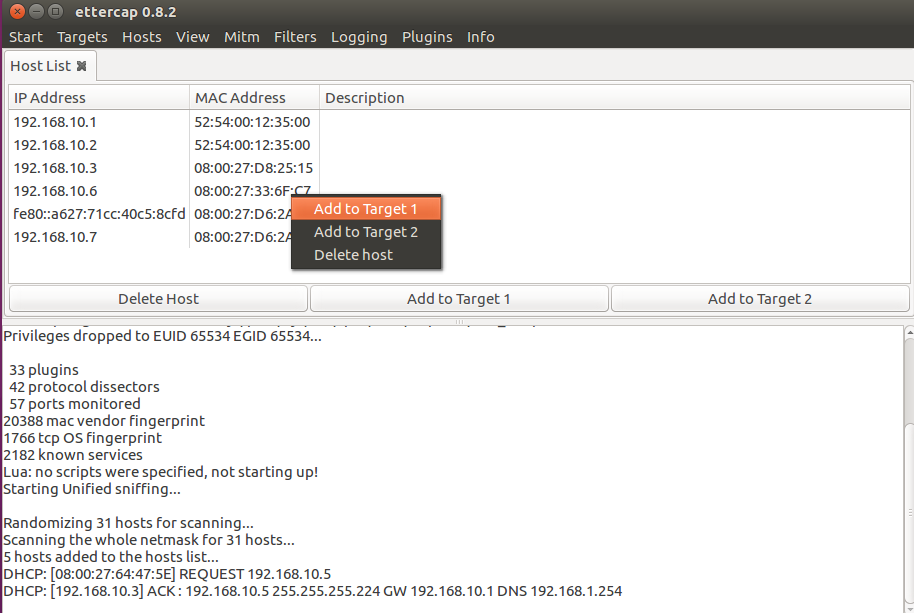 ettercap 0.8.2
Start Targets Hosts View Mitm Filters Logging Plugins Info
Host List
IP Address MAC Address Description
192.168.10.1 52:54:00:12:35:00
192.168.10.2 52:54:00:12:35:00
192.168.10.3 08:00:27:D8:25:15
192.168.10.6 08:00:27:33:6F:C7
fe80::a627:71cc:40c5:8cfd 08:00:27:D6:2A
192.168.10.7 08:00:27:D6:2A
Add to Target 1
Add to Target 2
Delete host
Delete Host Add to Target 1 Add to Target 2
Privileges dropped to EUID 65534 EGID 65534...
33 plugins
42 protocol dissectors
57 ports monitored
20388 mac vendor fingerprint
1766 tcp OS fingerprint
2182 known services
Lua: no scripts were specified, not starting up!
Starting Unified sniffing...
Randomizing 31 hosts for scanning...
Scanning the whole netmask for 31 hosts...
5 hosts added to the hosts list...
DHCP: [08:00:27:64:47:5E] REQUEST 192.168.10.5
DHCP: [192.168.10.3] ACK : 192.168.10.5 255.255.255.224 GW 192.168.10.1 DNS 192.168.1.254